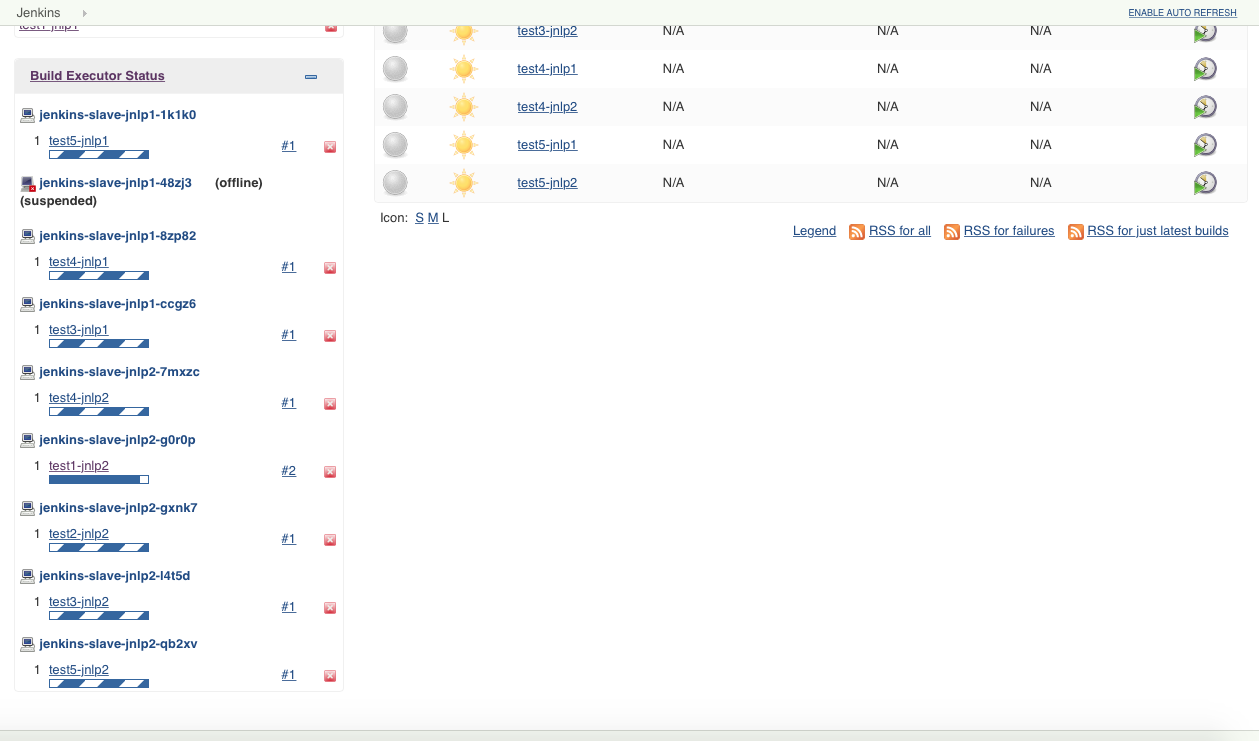 Jenkins
ENABLE AUTO REFRESH
test1-jnlp1
Build Executor Status
jenkins-slave-jnlp1-1k1k0
1 test5-jnlp1 #1
jenkins-slave-jnlp1-48zj3 (offline)
(suspended)
jenkins-slave-jnlp1-8zp82
1 test4-jnlp1 #1
jenkins-slave-jnlp1-ccgz6
1 test3-jnlp1 #1
jenkins-slave-jnlp2-7mxzc
1 test4-jnlp2 #1
jenkins-slave-jnlp2-g0r0p
1 test1-jnlp2 #2
jenkins-slave-jnlp2-gxnk7
1 test2-jnlp2 #1
jenkins-slave-jnlp2-l4t5d
1 test3-jnlp2 #1
jenkins-slave-jnlp2-qb2xv
1 test5-jnlp2 #1
test3-jnlp2 N/A N/A N/A
test4-jnlp1 N/A N/A N/A
test4-jnlp2 N/A N/A N/A
test5-jnlp1 N/A N/A N/A
test5-jnlp2 N/A N/A N/A
Icon: S M L
Legend RSS for all RSS for failures RSS for just latest builds